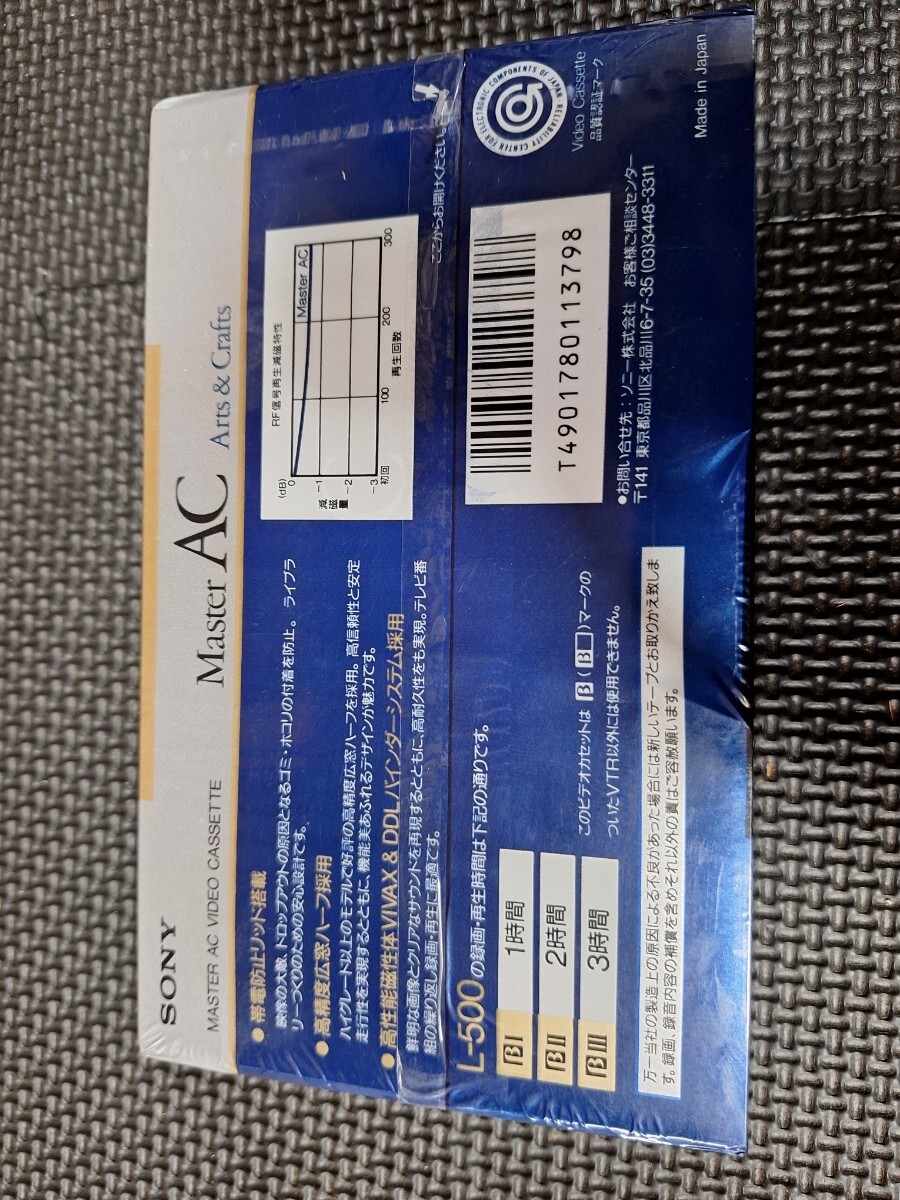 SONY
MASTER AC VIDEO CASSETTE
Master AC Arts & Crafts
●帯電防止リッド搭載
映像の大敵、ドロップアウトの原因となるゴミ・ホコリの付着を防止。ライブラ
リーづくりのための安心設計です。
●高精度広窓ハーフ採用
ハイグレード以上のモデルで好評の高精度広窓ハーフを採用。高信頼性と安定
走行性を実現するとともに、機能美あふれるデザインが魅力です。
●高性能磁性体VIVAX & DDLバインダーシステム採用
鮮明な画像とクリアなサウンドを再現するとともに、高耐久性をも実現。テレビ番
組の繰り返し録画・再生に最適です。
RF信号再生減磁特性
(dB)
0
−1
−2
−3
減磁量
Master AC
初回 100 200 300
再生回数
ここからお開けください。
L-500の録画・再生時間は下記の通りです。
βI 1時間
βII 2時間
βIII 3時間
このビデオカセットは β(β□)マークの
ついたVTR以外には使用できません。
T4901780113798
CENTER FOR ELECTRONIC COMPONENTS OF JAPAN RELIABILITY
Video Cassette
品質認証マーク
●お問い合せ先:ソニー株式会社 お客様ご相談センター
〒141 東京都品川区北品川6-7-35(03)3448-3311
Made in Japan
万一当社の製造上の原因による不良があった場合には新しいテープとお取りかえ致しま
す。録画、録音内容の補償を含めそれ以外の責はご容赦願います。